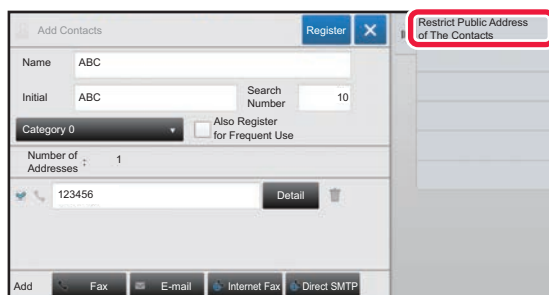 Add Contacts
Register
Restrict Public Address
of The Contacts
Name
ABC
Initial
ABC
Search
Number
10
Category 0
Also Register
for Frequent Use
Number of
Addresses
:
1
123456
Detail
Add
Fax
E-mail
Internet Fax
Direct SMTP